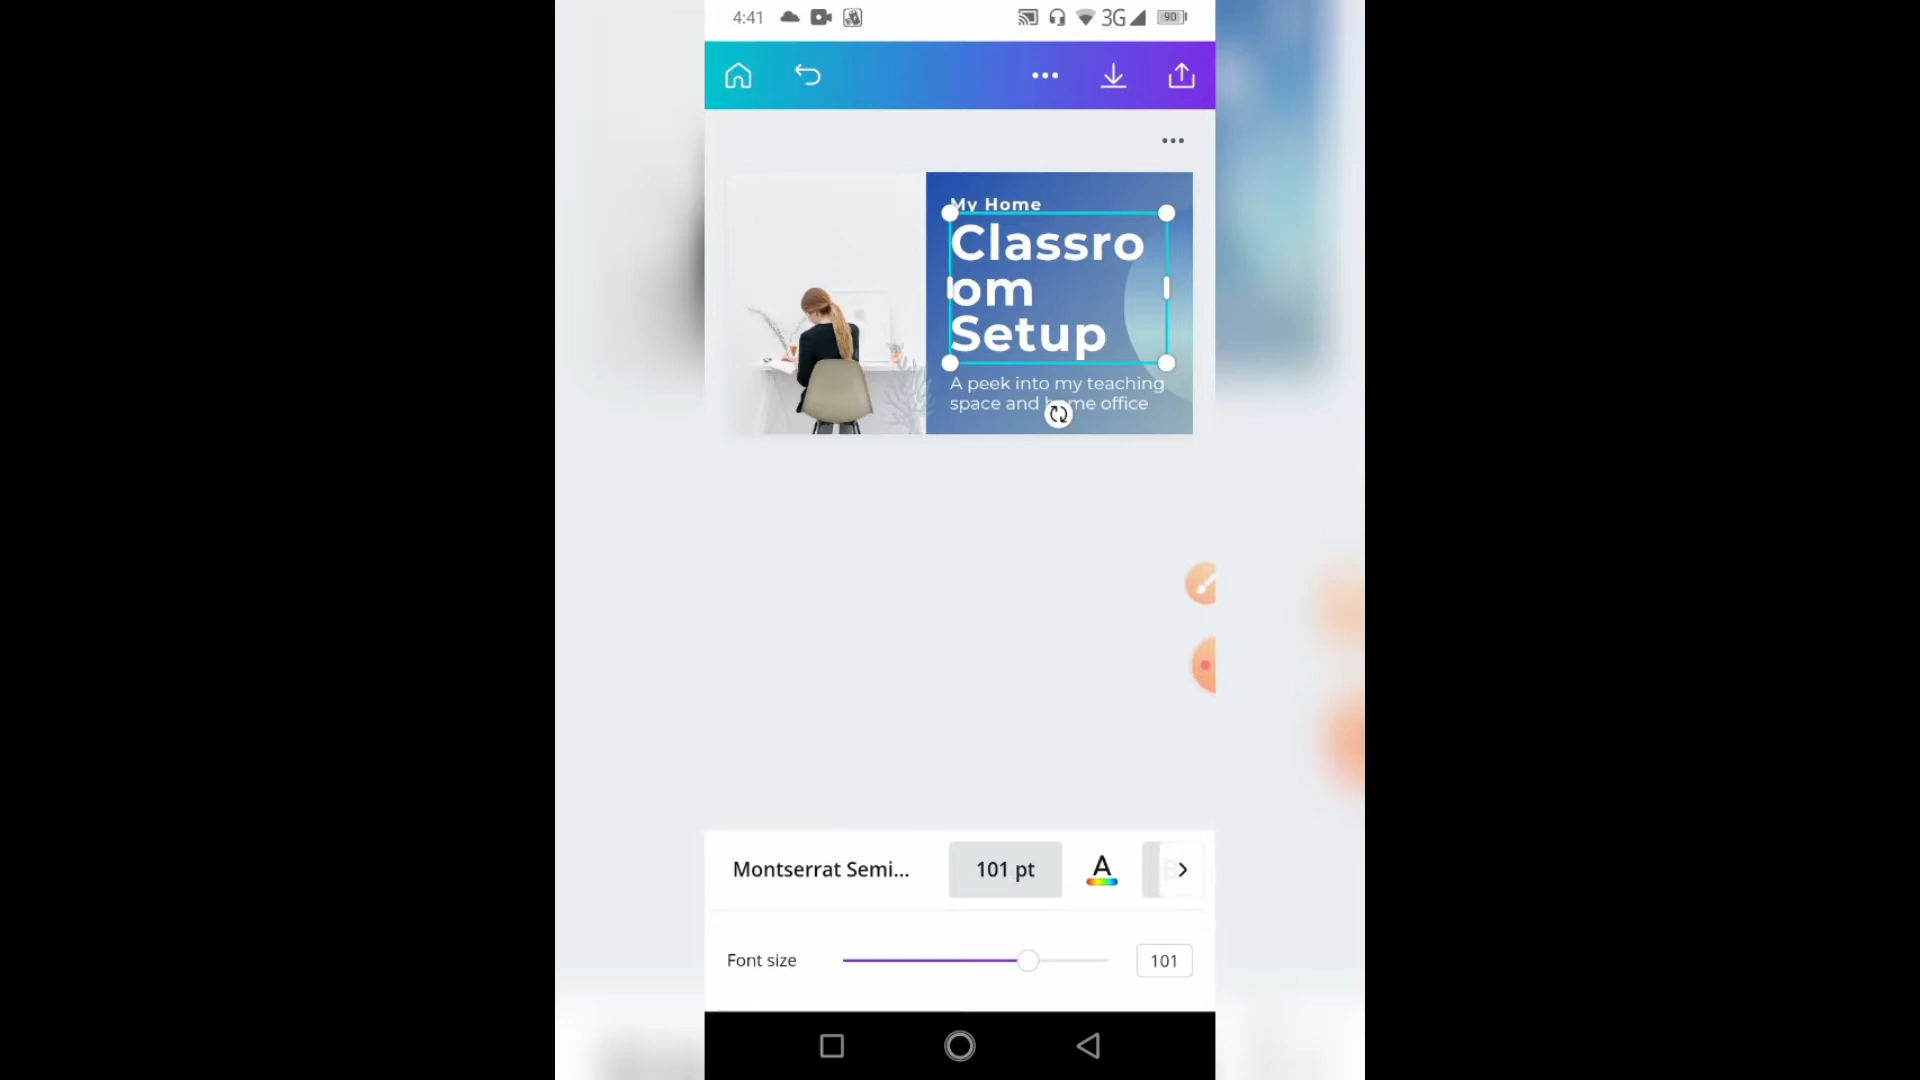 4:41
3G
90
My Home
Classro
om
Setup
A peek into my teaching
space and home office
Montserrat Semi...
101 pt
A
Font size
101